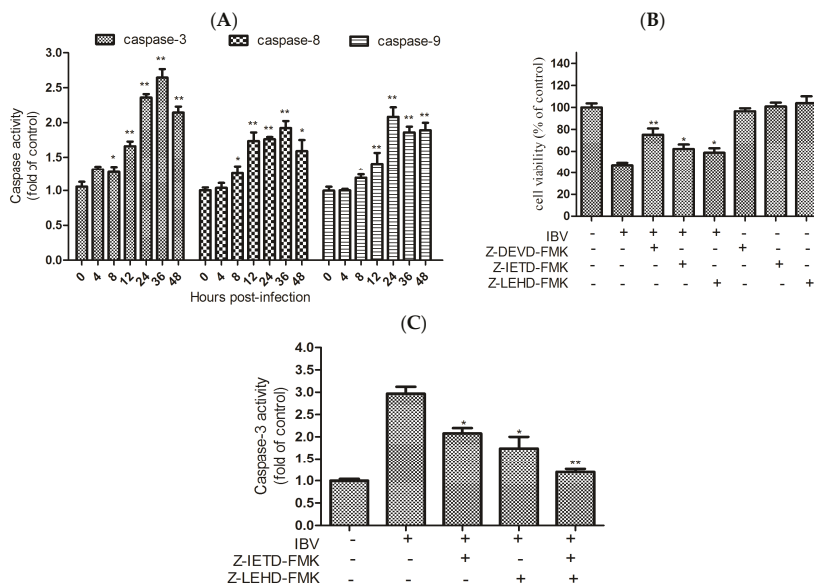 (A)
caspase-3 caspase-8 caspase-9
Caspase activity
(fold of control)
3.0
2.5
2.0
1.5
1.0
0.5
0.0
* ** ** ** **
* ** ** ** *
** ** ** **
0 4 8 12 24 36 48 0 4 8 12 24 36 48 0 4 8 12 24 36 48
Hours post-infection
(B)
cell viability (% of control)
140
120
100
80
60
40
20
0
** * *
IBV - + + + + - - -
Z-DEVD-FMK - - + - - + - -
Z-IETD-FMK - - - + - - + -
Z-LEHD-FMK - - - - + - - +
(C)
Caspase-3 activity
(fold of control)
4.0
3.5
3.0
2.5
2.0
1.5
1.0
0.5
0.0
* * **
IBV - + + + +
Z-IETD-FMK - - + - +
Z-LEHD-FMK - - - + +